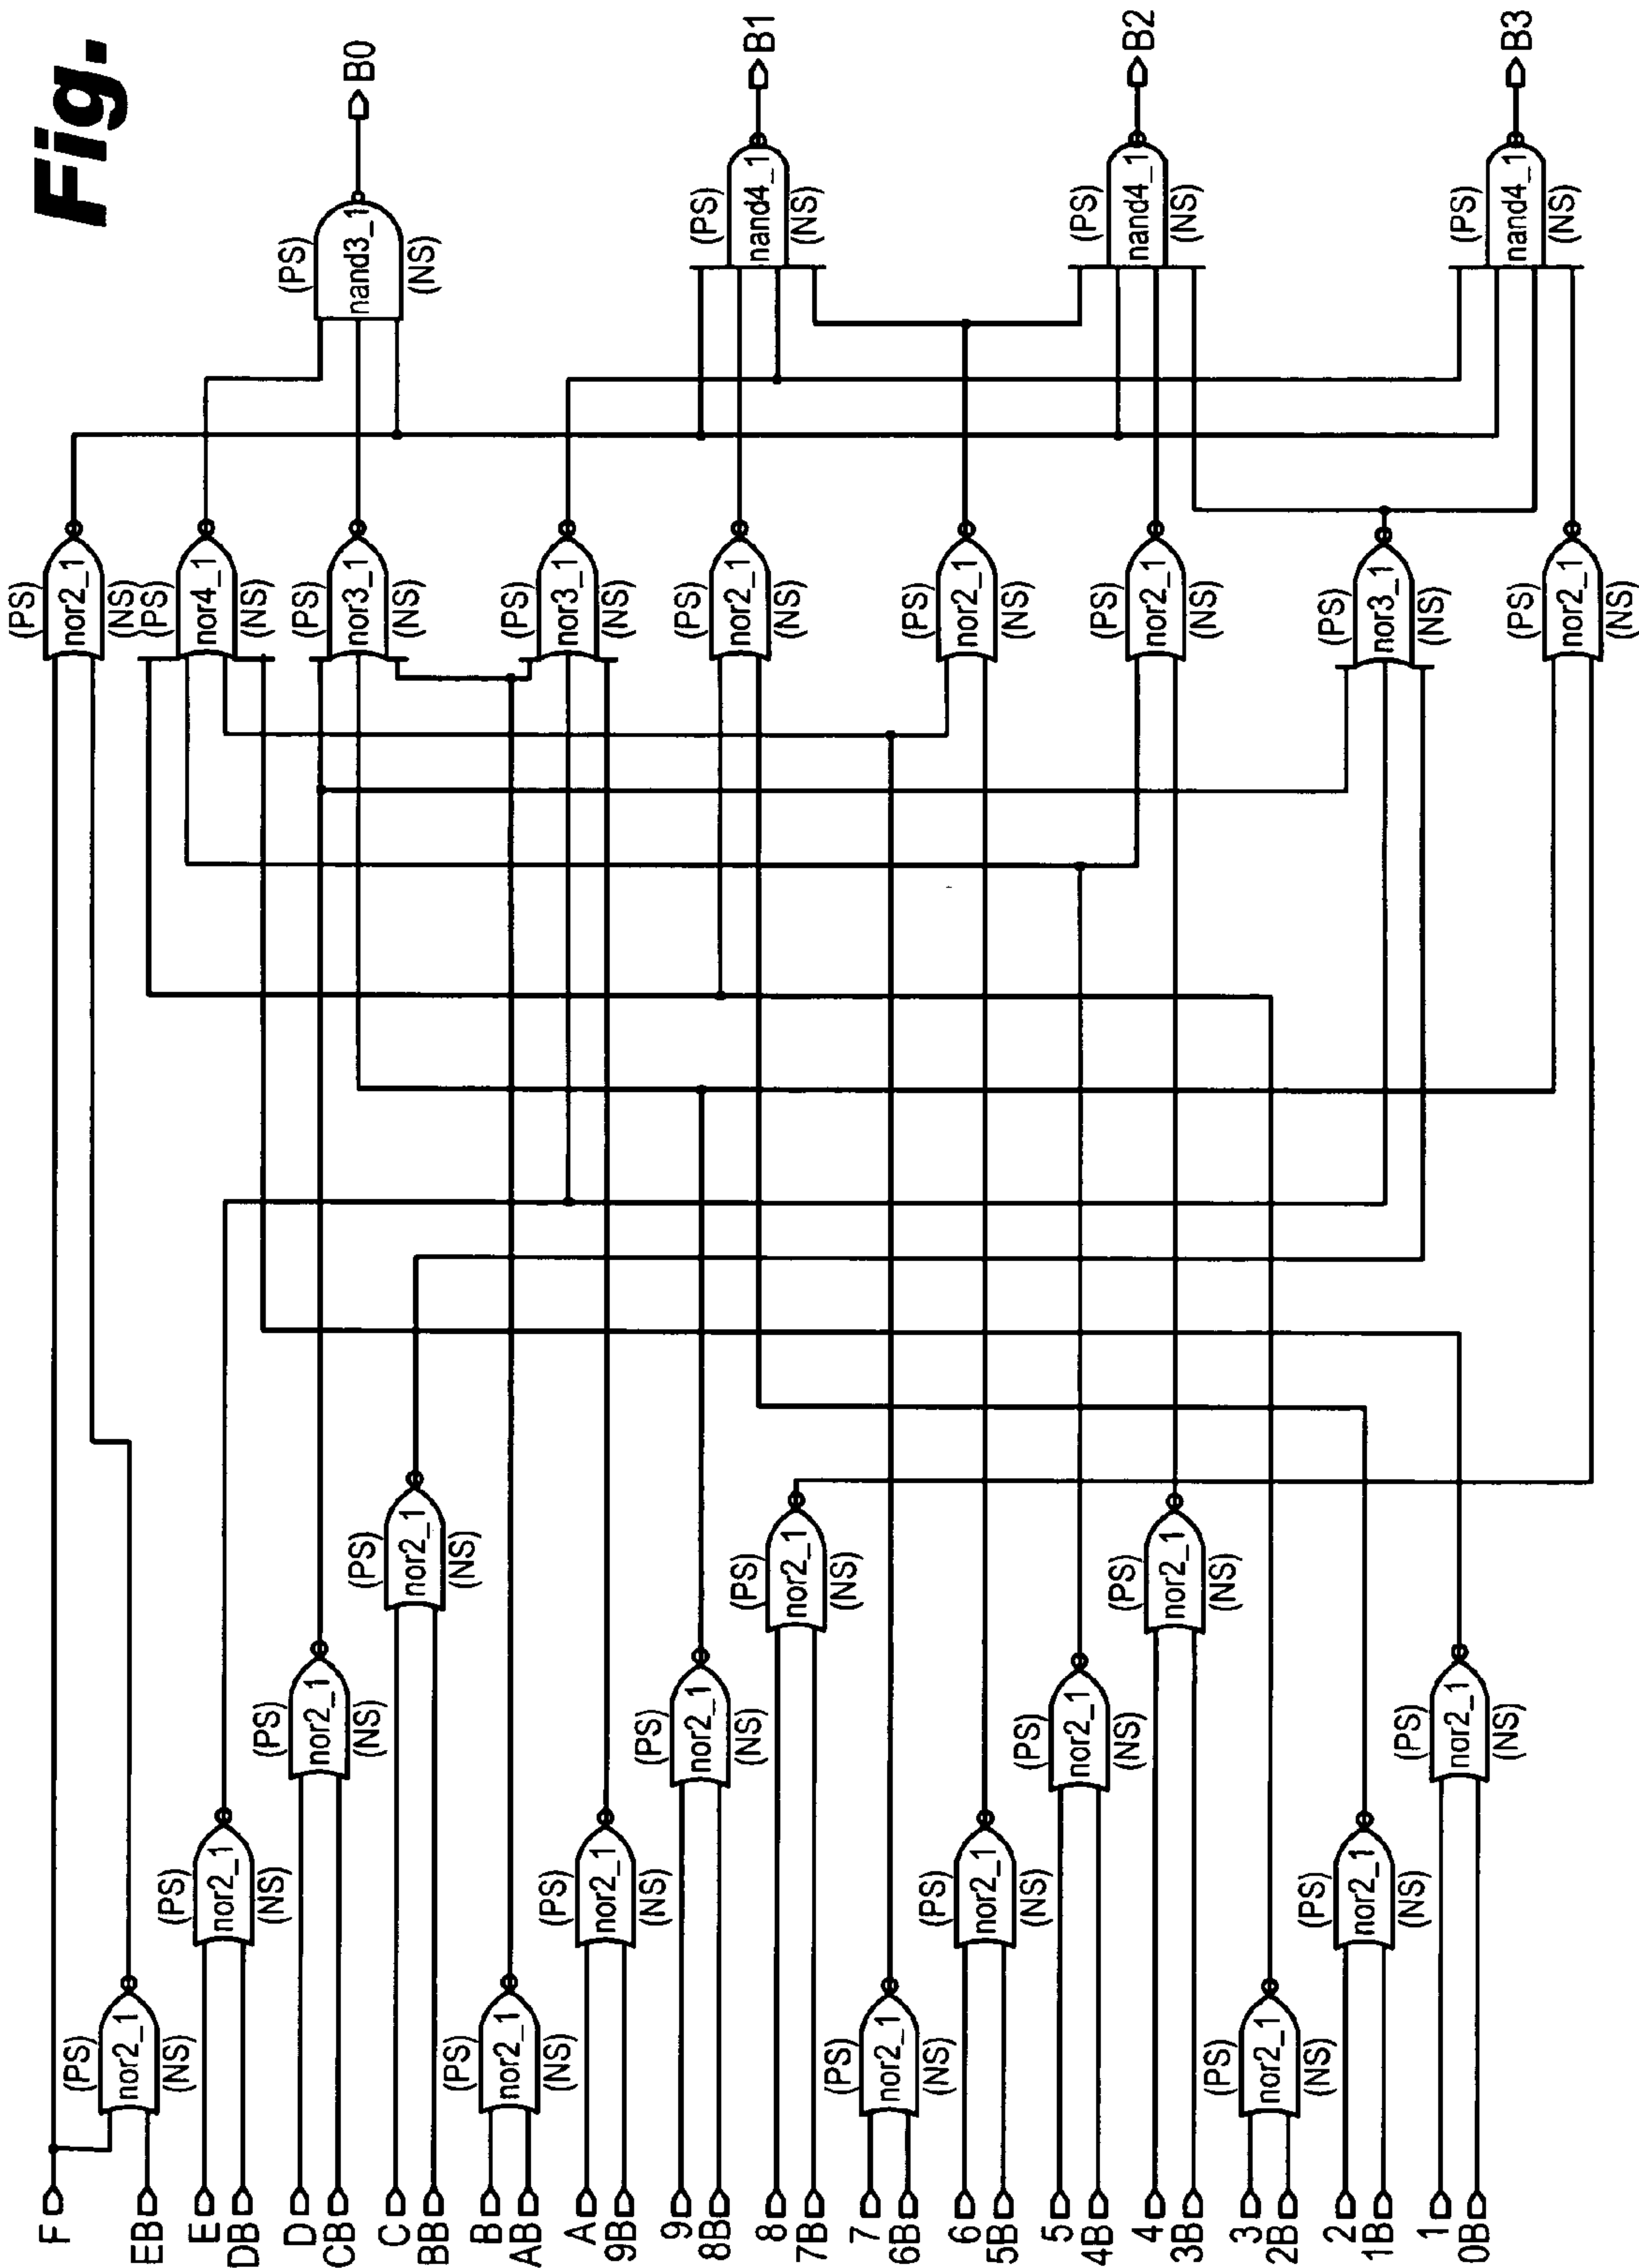 Fig.
F
EB
E
DB
D
CB
C
BB
B
AB
A
9B
9
8B
8
7B
7
6B
6
5B
5
4B
4
3B
3
2B
2
1B
1
0B
(PS)
nor2_1
(NS)
(PS)
nor2_1
(NS)
(PS)
nor2_1
(NS)
(PS)
nor2_1
(NS)
(PS)
nor2_1
(NS)
(PS)
nor2_1
(NS)
(PS)
nor2_1
(NS)
(PS)
nor2_1
(NS)
(PS)
nor2_1
(NS)
(PS)
nor2_1
(NS)
(PS)
nor2_1
(NS)
(PS)
nor2_1
(NS)
(PS)
nor2_1
(NS)
(PS)
nor2_1
(NS)
(PS)
nor2_1
(NS)
(PS)
nor2_1
(NS)
(PS)
nor4_1
(NS)
(PS)
nor3_1
(NS)
(PS)
nor3_1
(NS)
(PS)
nor2_1
(NS)
(PS)
nor2_1
(NS)
(PS)
nor2_1
(NS)
(PS)
nor3_1
(NS)
(PS)
nor2_1
(NS)
(PS)
nand3_1
(NS)
(PS)
nand4_1
(NS)
(PS)
nand4_1
(NS)
(PS)
nand4_1
(NS)
B0
B1
B2
B3